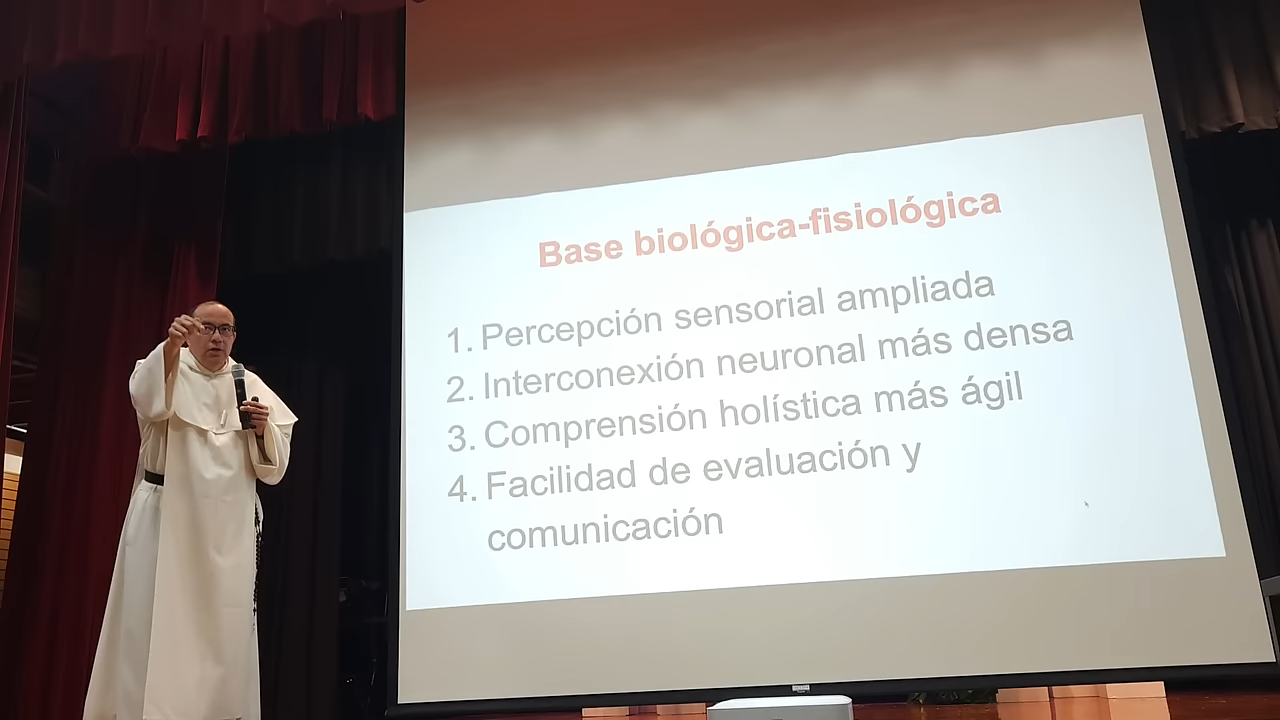 Base biológica-fisiológica
1. Percepción sensorial ampliada
2. Interconexión neuronal más densa
3. Comprensión holística más ágil
4. Facilidad de evaluación y
comunicación